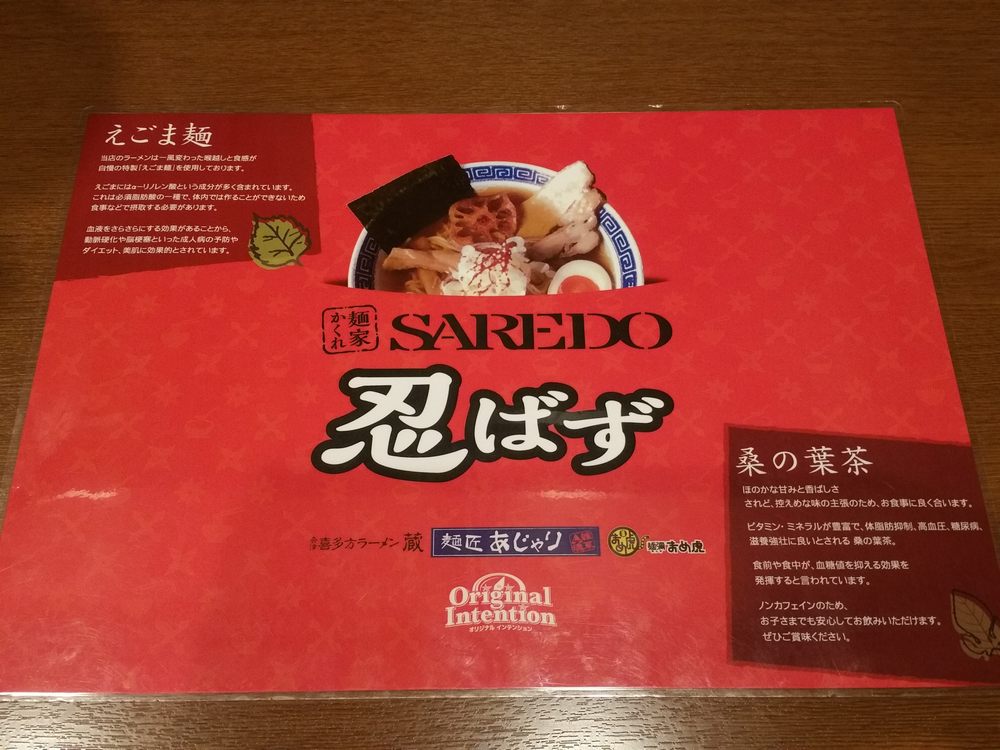 えごま麺
当店のラーメンは一風変わった喉越しと食感が
自慢の特製「えごま麺」を使用しております。
えごまにはα-リノレン酸という成分が多く含まれています。
これは必須脂肪酸の一種で、体内では作ることができないため
食事などで摂取する必要があります。
血液をさらさらにする効果があることから、
動脈硬化や脳梗塞といった成人病の予防や
ダイエット、美肌に効果的とされています。
麺家
かくれ
SAREDO
忍ばず
桑の葉茶
ほのかな甘みと香ばしさ
されど、控えめな味の主張のため、お食事に良く合います。
ビタミン・ミネラルが豊富で、体脂肪抑制、高血圧、糖尿病、
滋養強壮に良いとされる 桑の葉茶。
食前や食中が、血糖値を抑える効果を
発揮すると言われています。
ノンカフェインのため、
お子さまでも安心してお飲みいただけます。
ぜひご賞味ください。
会津 喜多方ラーメン 蔵
麺匠 あじゃり
おめ虎
Original
Intention
オリジナル インテンション